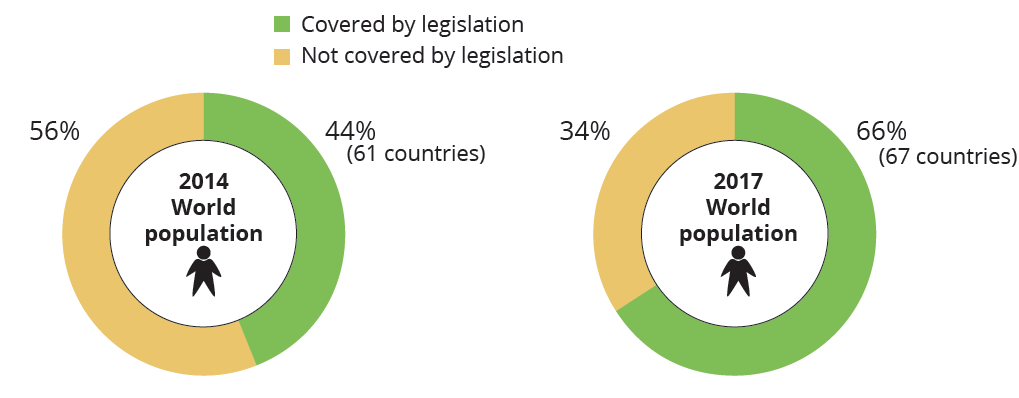 Covered by legislation
Not covered by legislation
56%
44%
(61 countries)
2014
World
population
34%
66%
(67 countries)
2017
World
population